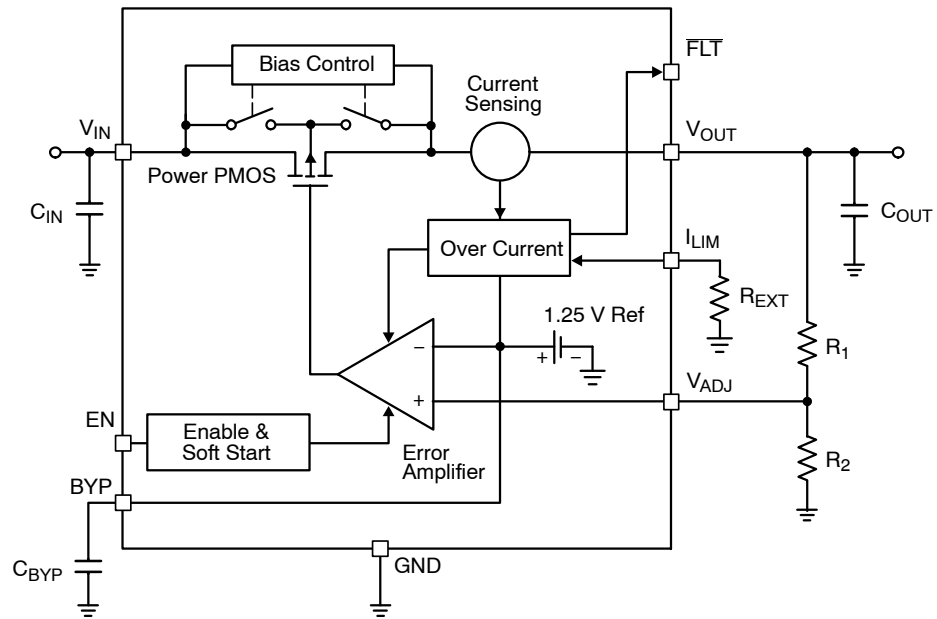 FLT
Bias Control
Current
Sensing
VIN
VOUT
Power PMOS
CIN
COUT
Over Current
ILIM
REXT
1.25 V Ref
+ −
−
R1
VADJ
+
EN
Enable &
Soft Start
Error
Amplifier
R2
BYP
GND
CBYP